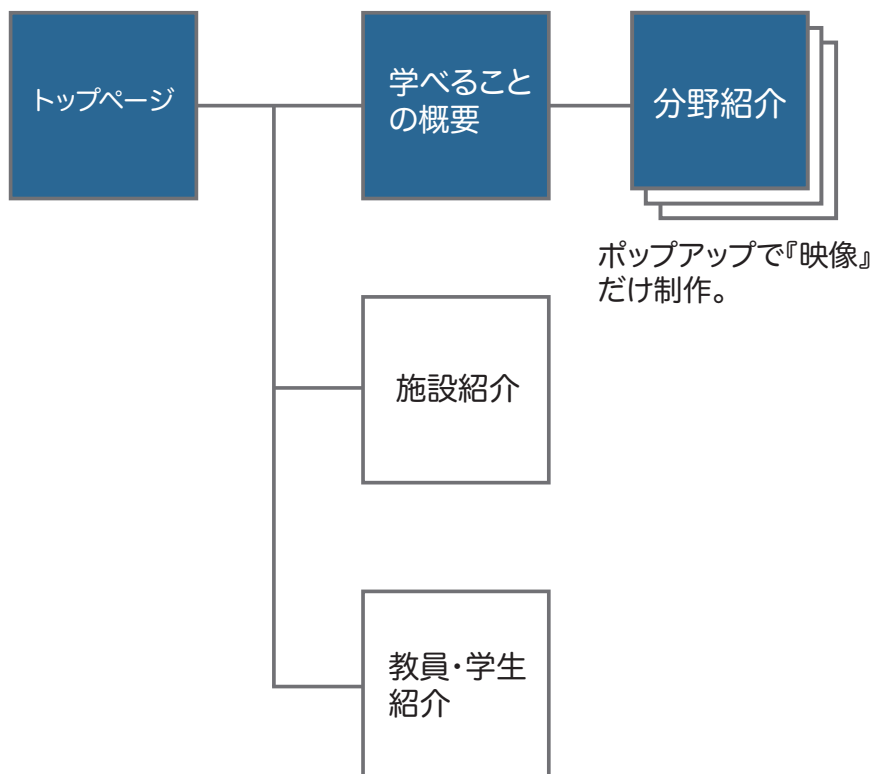 トップページ
学べること
の概要
分野紹介
ポップアップで『映像』
だけ制作。
施設紹介
教員・学生
紹介